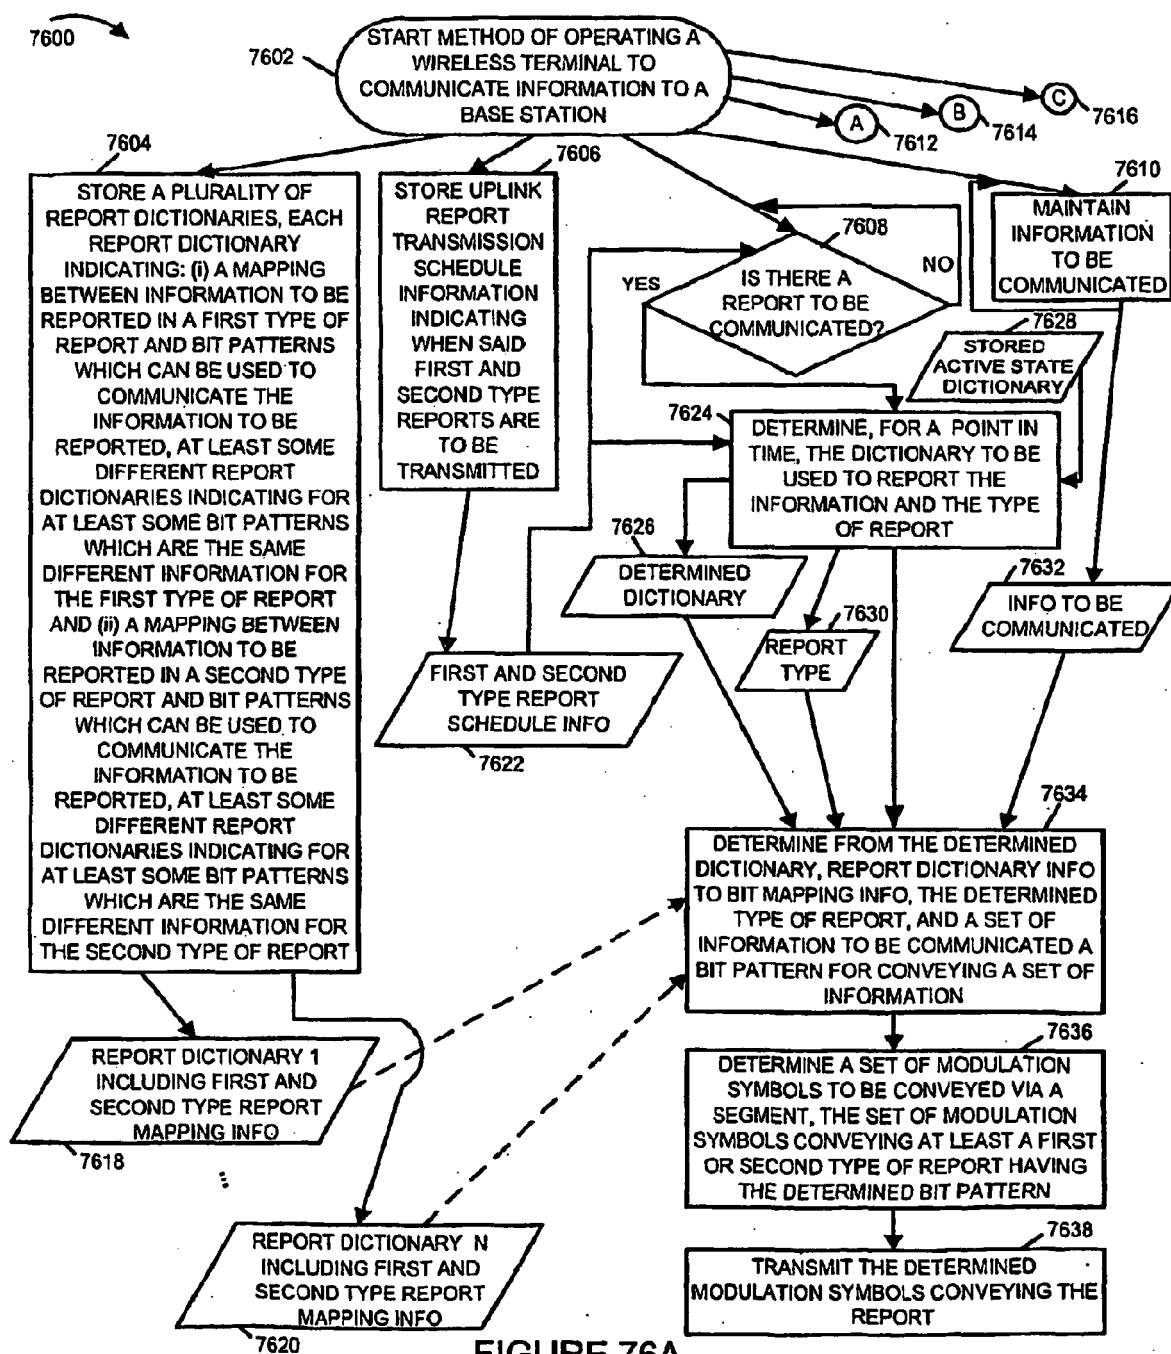 7600
START METHOD OF OPERATING A
WIRELESS TERMINAL TO
COMMUNICATE INFORMATION TO A
BASE STATION
7602
A
7612
B
7614
C
7616
7604
STORE A PLURALITY OF
REPORT DICTIONARIES, EACH
REPORT DICTIONARY
INDICATING: (i) A MAPPING
BETWEEN INFORMATION TO BE
REPORTED IN A FIRST TYPE OF
REPORT AND BIT PATTERNS
WHICH CAN BE USED TO
COMMUNICATE THE
INFORMATION TO BE
REPORTED, AT LEAST SOME
DIFFERENT REPORT
DICTIONARIES INDICATING FOR
AT LEAST SOME BIT PATTERNS
WHICH ARE THE SAME
DIFFERENT INFORMATION FOR
THE FIRST TYPE OF REPORT
AND (ii) A MAPPING BETWEEN
INFORMATION TO BE
REPORTED IN A SECOND TYPE
OF REPORT AND BIT PATTERNS
WHICH CAN BE USED TO
COMMUNICATE THE
INFORMATION TO BE
REPORTED, AT LEAST SOME
DIFFERENT REPORT
DICTIONARIES INDICATING FOR
AT LEAST SOME BIT PATTERNS
WHICH ARE THE SAME
DIFFERENT INFORMATION FOR
THE SECOND TYPE OF REPORT
7606
STORE UPLINK
REPORT
TRANSMISSION
SCHEDULE
INFORMATION
INDICATING
WHEN SAID
FIRST AND
SECOND TYPE
REPORTS ARE
TO BE
TRANSMITTED
7608
IS THERE A
REPORT TO BE
COMMUNICATED?
YES
NO
7610
MAINTAIN
INFORMATION
TO BE
COMMUNICATED
7628
STORED
ACTIVE STATE
DICTIONARY
7624
DETERMINE, FOR A POINT IN
TIME, THE DICTIONARY TO BE
USED TO REPORT THE
INFORMATION AND THE TYPE
OF REPORT
7626
DETERMINED
DICTIONARY
7630
REPORT
TYPE
7632
INFO TO BE
COMMUNICATED
FIRST AND SECOND
TYPE REPORT
SCHEDULE INFO
7622
7634
DETERMINE FROM THE DETERMINED
DICTIONARY, REPORT DICTIONARY INFO
TO BIT MAPPING INFO, THE DETERMINED
TYPE OF REPORT, AND A SET OF
INFORMATION TO BE COMMUNICATED A
BIT PATTERN FOR CONVEYING A SET OF
INFORMATION
REPORT DICTIONARY 1
INCLUDING FIRST AND
SECOND TYPE REPORT
MAPPING INFO
7618
...
7636
DETERMINE A SET OF MODULATION
SYMBOLS TO BE CONVEYED VIA A
SEGMENT, THE SET OF MODULATION
SYMBOLS CONVEYING AT LEAST A FIRST
OR SECOND TYPE OF REPORT HAVING
THE DETERMINED BIT PATTERN
REPORT DICTIONARY N
INCLUDING FIRST AND
SECOND TYPE REPORT
MAPPING INFO
7620
7638
TRANSMIT THE DETERMINED
MODULATION SYMBOLS CONVEYING THE
REPORT
FIGURE 76A